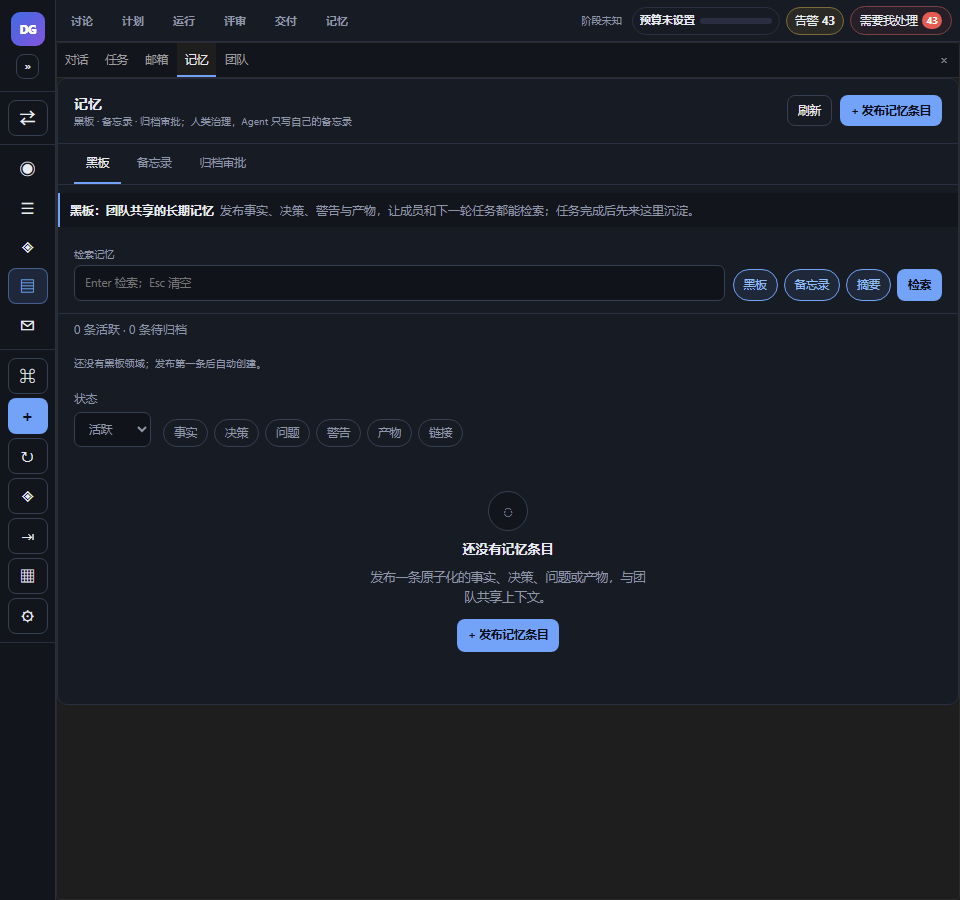 DG
讨论 计划 运行 评审 交付 记忆 阶段未知 预算未设置 告警 43 需要我处理 43
对话 任务 邮箱 记忆 团队 ×
»
记忆
黑板 · 备忘录 · 归档审批；人类治理，Agent 只写自己的备忘录
刷新 + 发布记忆条目
黑板 备忘录 归档审批
黑板：团队共享的长期记忆 发布事实、决策、警告与产物，让成员和下一轮任务都能检索；任务完成后先来这里沉淀。
检索记忆
Enter 检索；Esc 清空 黑板 备忘录 摘要 检索
0 条活跃 · 0 条待归档
还没有黑板领域；发布第一条后自动创建。
状态
活跃 事实 决策 问题 警告 产物 链接
还没有记忆条目
发布一条原子化的事实、决策、问题或产物，与团
队共享上下文。
+ 发布记忆条目